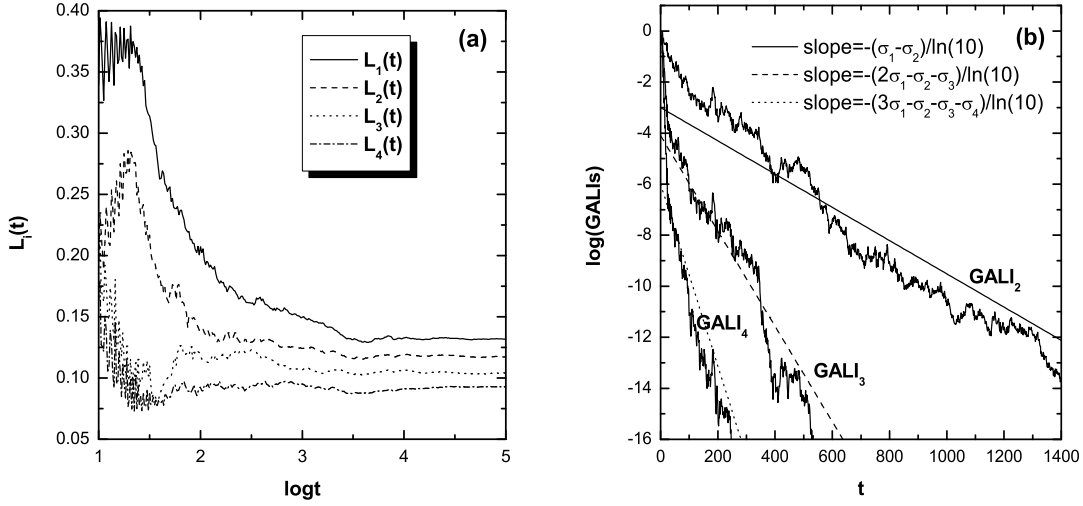 (a)
L₁(t)
L₂(t)
L₃(t)
L₄(t)
0.40
0.35
0.30
0.25
0.20
0.15
0.10
0.05
Lᵢ(t)
1 2 3 4 5
logt
(b)
slope=-(σ₁-σ₂)/ln(10)
slope=-(2σ₁-σ₂-σ₃)/ln(10)
slope=-(3σ₁-σ₂-σ₃-σ₄)/ln(10)
0
-2
-4
-6
-8
-10
-12
-14
-16
log(GALIs)
GALI₂
GALI₄
GALI₃
0 200 400 600 800 1000 1200 1400
t